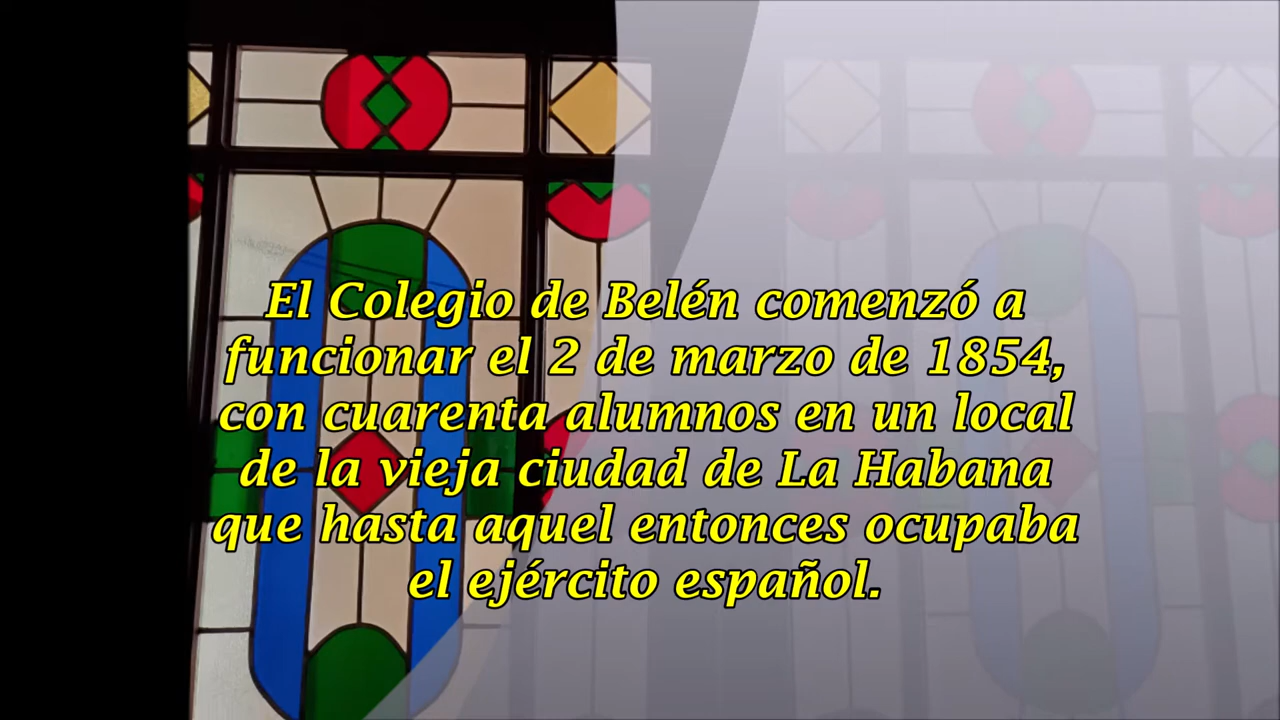 El Colegio de Belén comenzó a
funcionar el 2 de marzo de 1854,
con cuarenta alumnos en un local
de la vieja ciudad de La Habana
que hasta aquel entonces ocupaba
el ejército español.